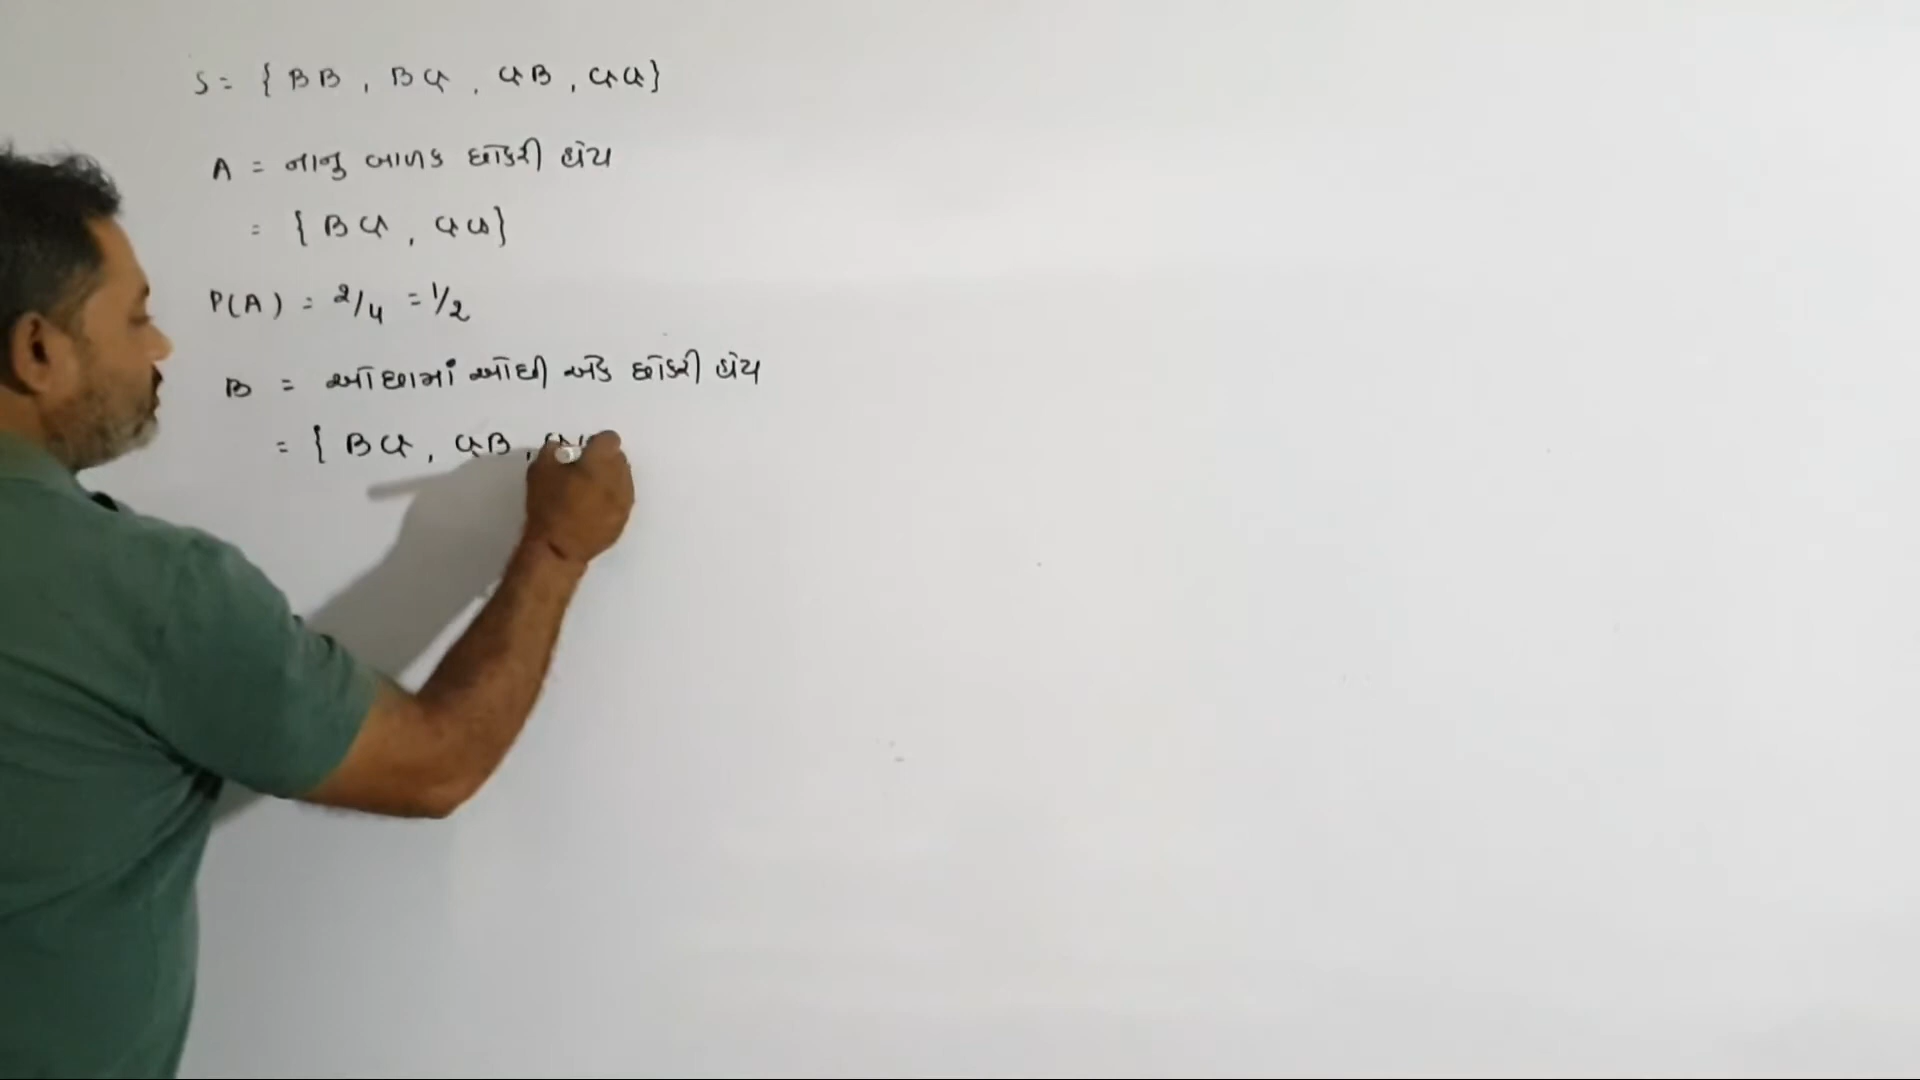 S = { BB , BG , GB , GG }
A = નાનુ બાળક છોકરી હોય
= { BG , GG }
P(A) = 2/4 = 1/2
B = ઓછામાં ઓછી એક છોકરી હોય
= { BG , GB , G